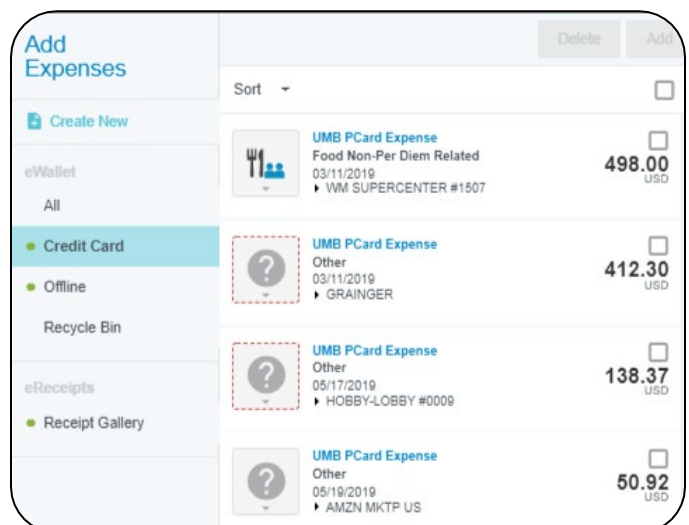 Add
Expenses
Delete Add
Sort
Create New
eWallet
All
Credit Card
Offline
Recycle Bin
eReceipts
Receipt Gallery
UMB PCard Expense
Food Non-Per Diem Related
03/11/2019
WM SUPERCENTER #1507
498.00
USD
UMB PCard Expense
Other
03/11/2019
GRAINGER
412.30
USD
UMB PCard Expense
Other
05/17/2019
HOBBY-LOBBY #0009
138.37
USD
UMB PCard Expense
Other
05/19/2019
AMZN MKTP US
50.92
USD